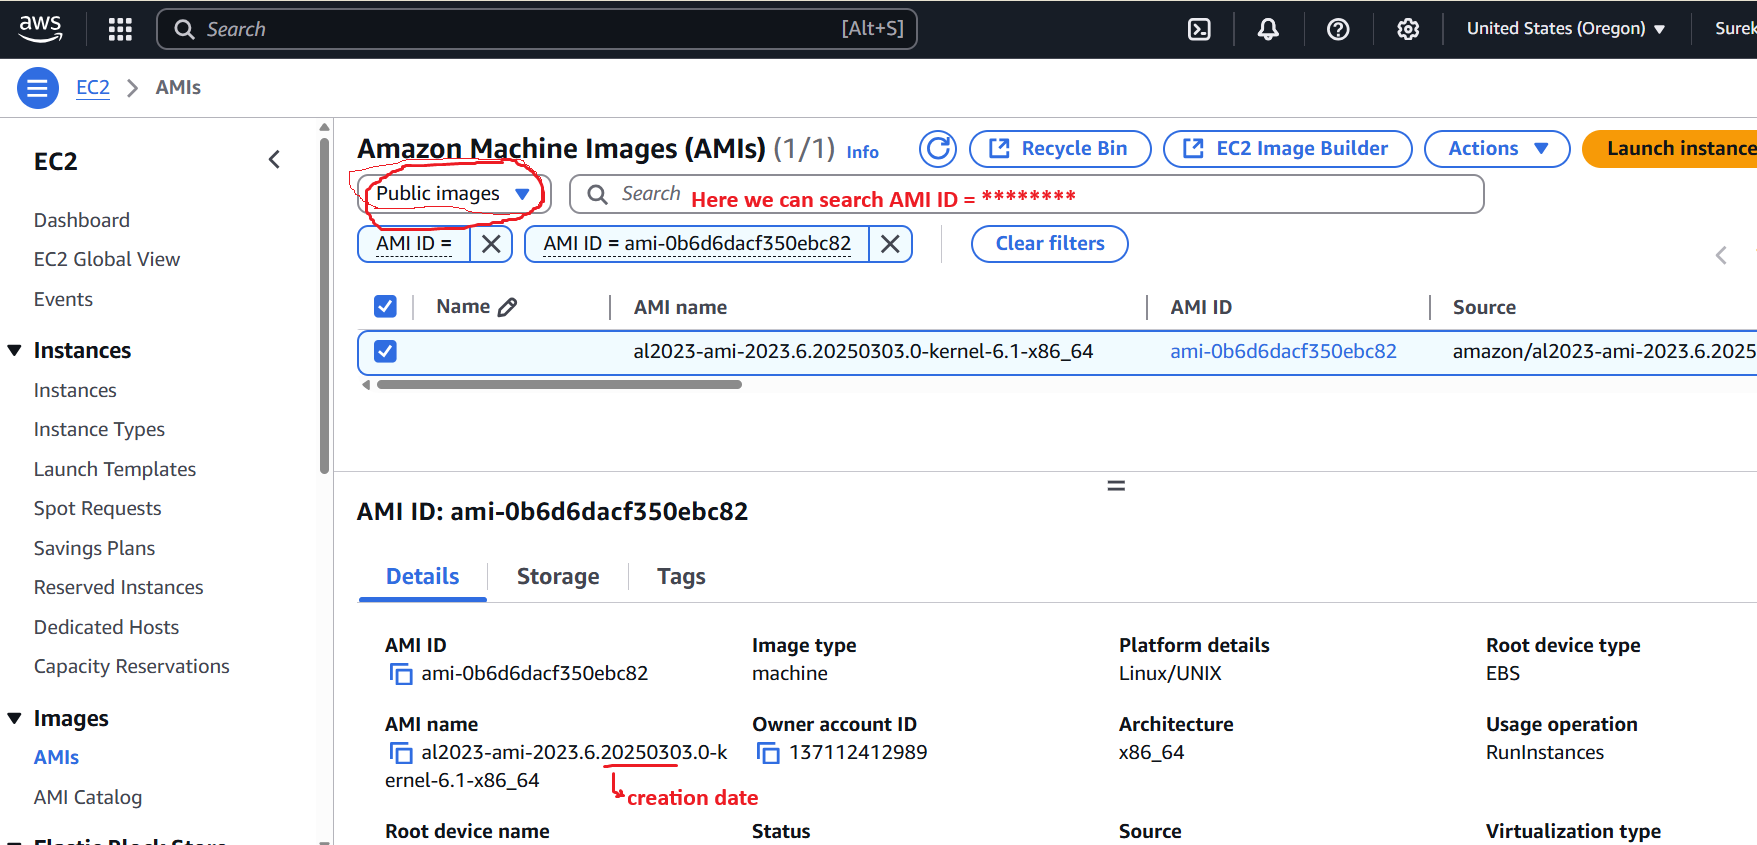 aws Search [Alt+S] United States (Oregon)
EC2 AMIs
EC2
Dashboard
EC2 Global View
Events
Instances
Instances
Instance Types
Launch Templates
Spot Requests
Savings Plans
Reserved Instances
Dedicated Hosts
Capacity Reservations
Images
AMIs
AMI Catalog
Amazon Machine Images (AMIs) (1/1) Info Recycle Bin EC2 Image Builder Actions Launch instance
Public images Search Here we can search AMI ID = ********
AMI ID = AMI ID = ami-0b6d6dacf350ebc82 Clear filters
Name AMI name AMI ID Source
al2023-ami-2023.6.20250303.0-kernel-6.1-x86_64 ami-0b6d6dacf350ebc82 amazon/al2023-ami-2023.6.2025
AMI ID: ami-0b6d6dacf350ebc82
Details Storage Tags
AMI ID Image type Platform details Root device type
ami-0b6d6dacf350ebc82 machine Linux/UNIX EBS
AMI name Owner account ID Architecture Usage operation
al2023-ami-2023.6.20250303.0-k 137112412989 x86_64 RunInstances
ernel-6.1-x86_64
creation date
Root device name Status Source Virtualization type